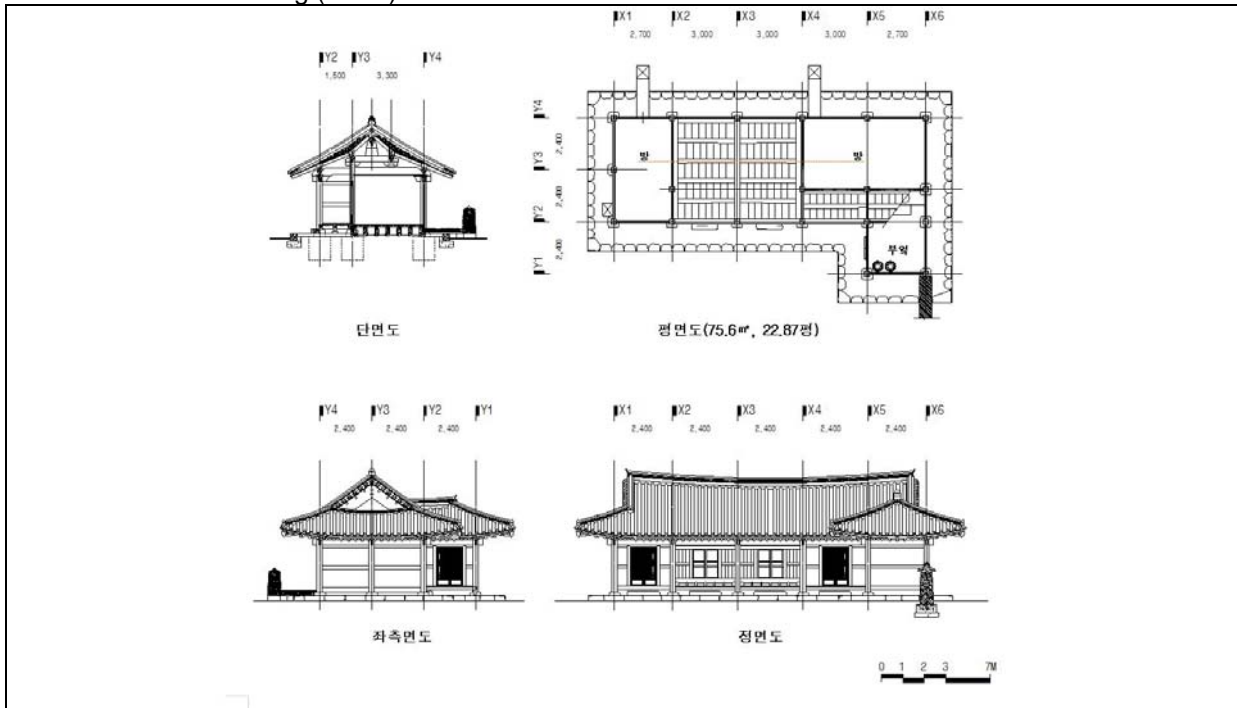 X1 X2 X3 X4 X5 X6
2,700 3,000 3,000 3,000 2,700
Y2 Y3 Y4
1,500 3,300
Y4
2,400
Y3
2,400
Y2
2,400
Y1
방 방
부엌
단면도
평면도(75.6㎡, 22.87평)
Y4 Y3 Y2 Y1
2,400 2,400 2,400
X1 X2 X3 X4 X5 X6
2,400 2,400 2,400 2,400 2,400
좌측면도
정면도
0 1 2 3 7M